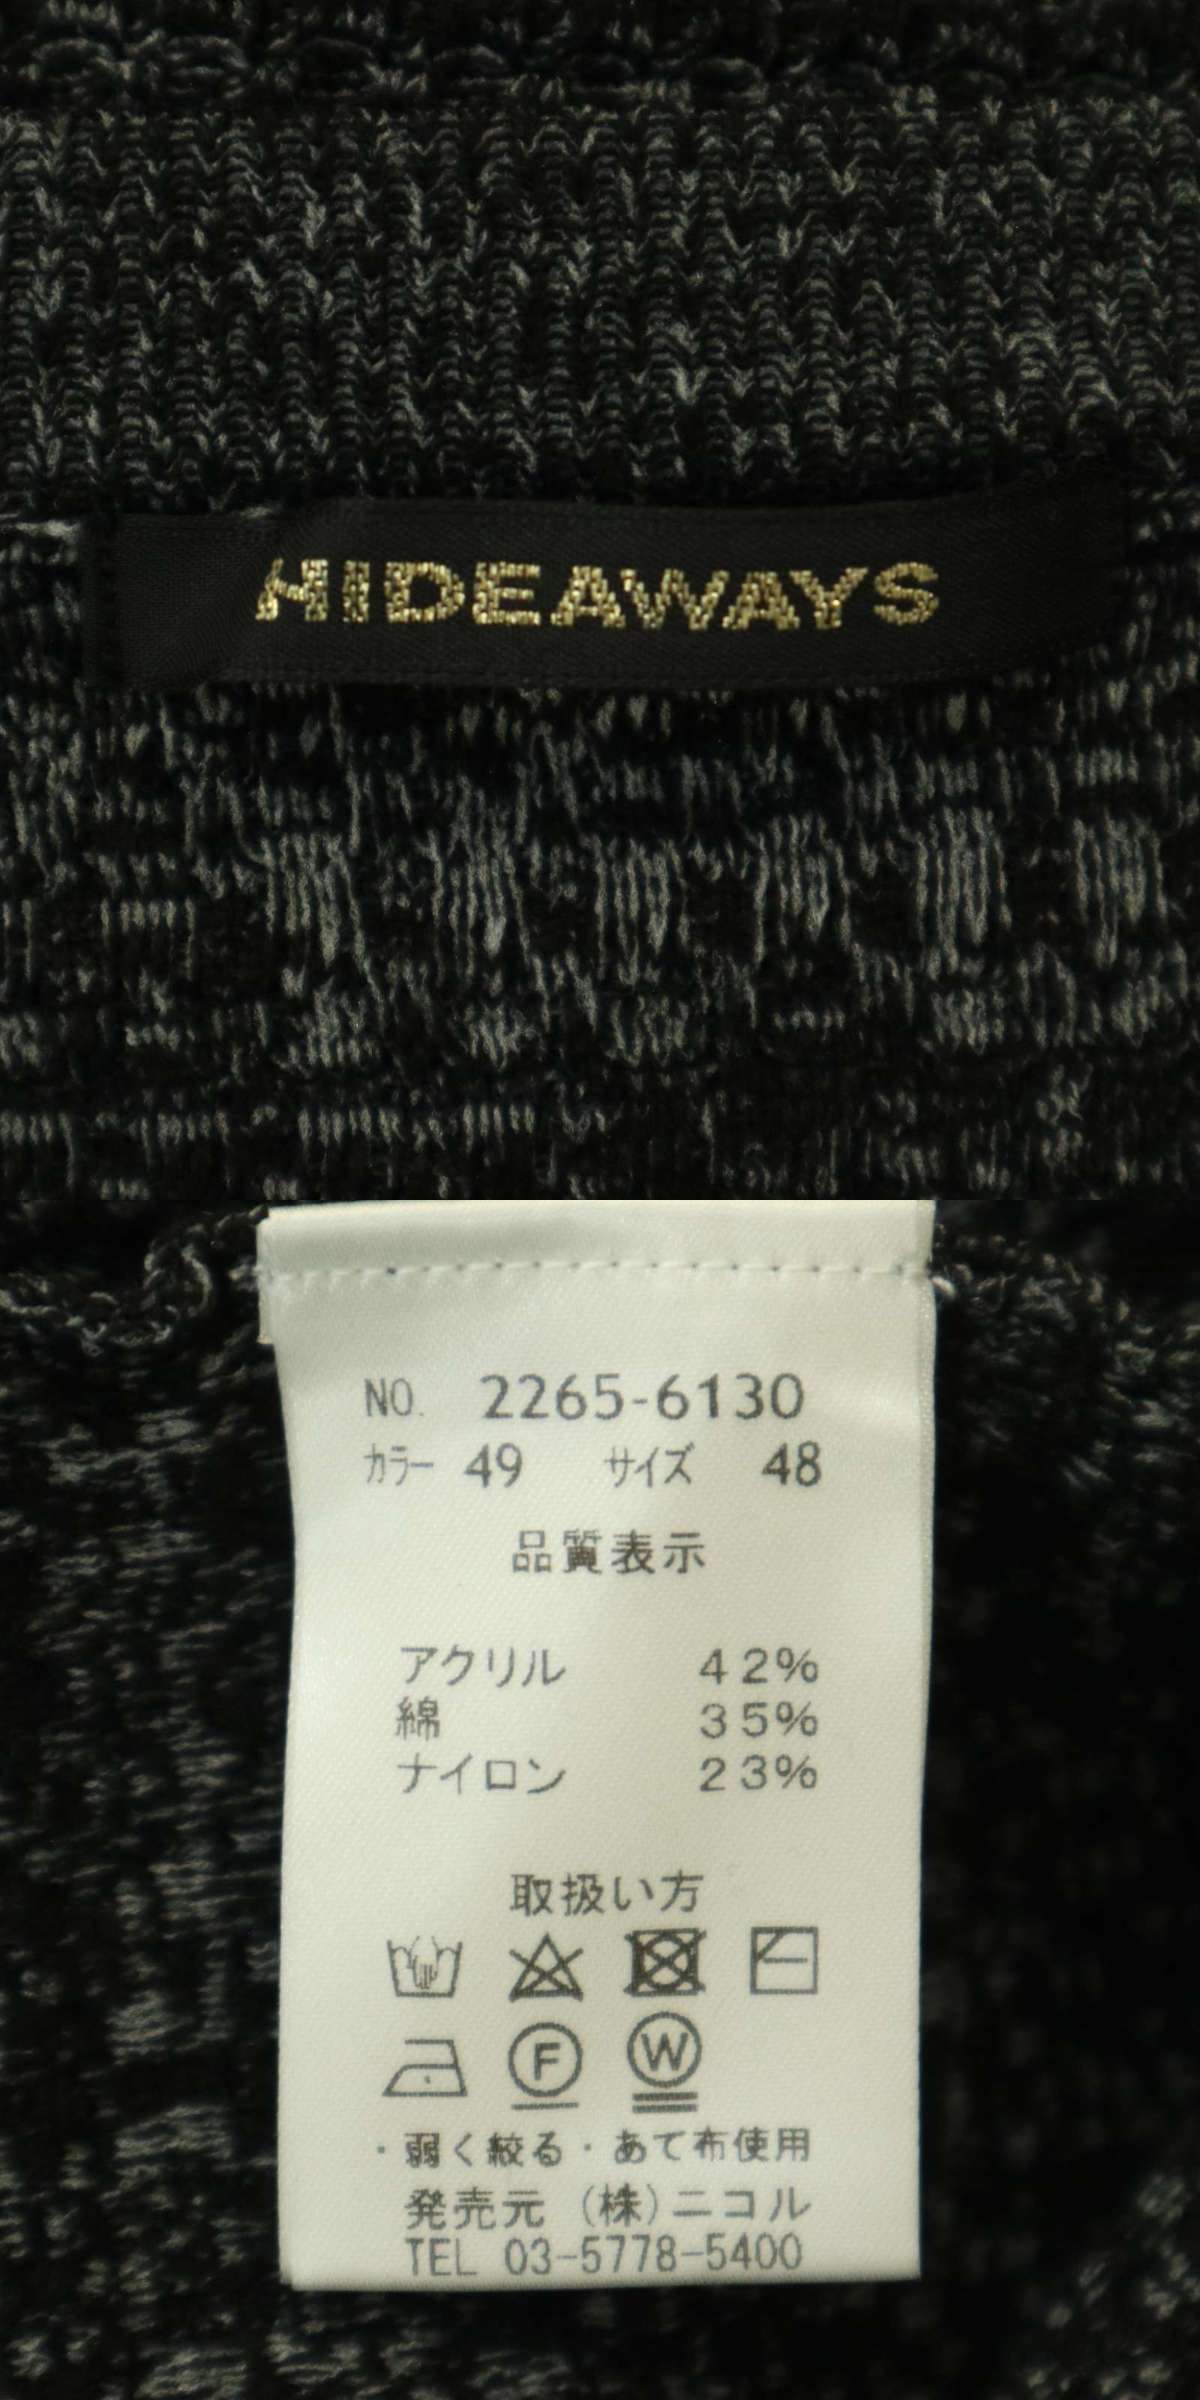 HIDEAWAYS
NO. 2265-6130
カラー 49 サイズ 48
品質表示
アクリル 42%
綿 35%
ナイロン 23%
取扱い方
F W
・弱く絞る・あて布使用
発売元 (株)ニコル
TEL 03-5778-5400